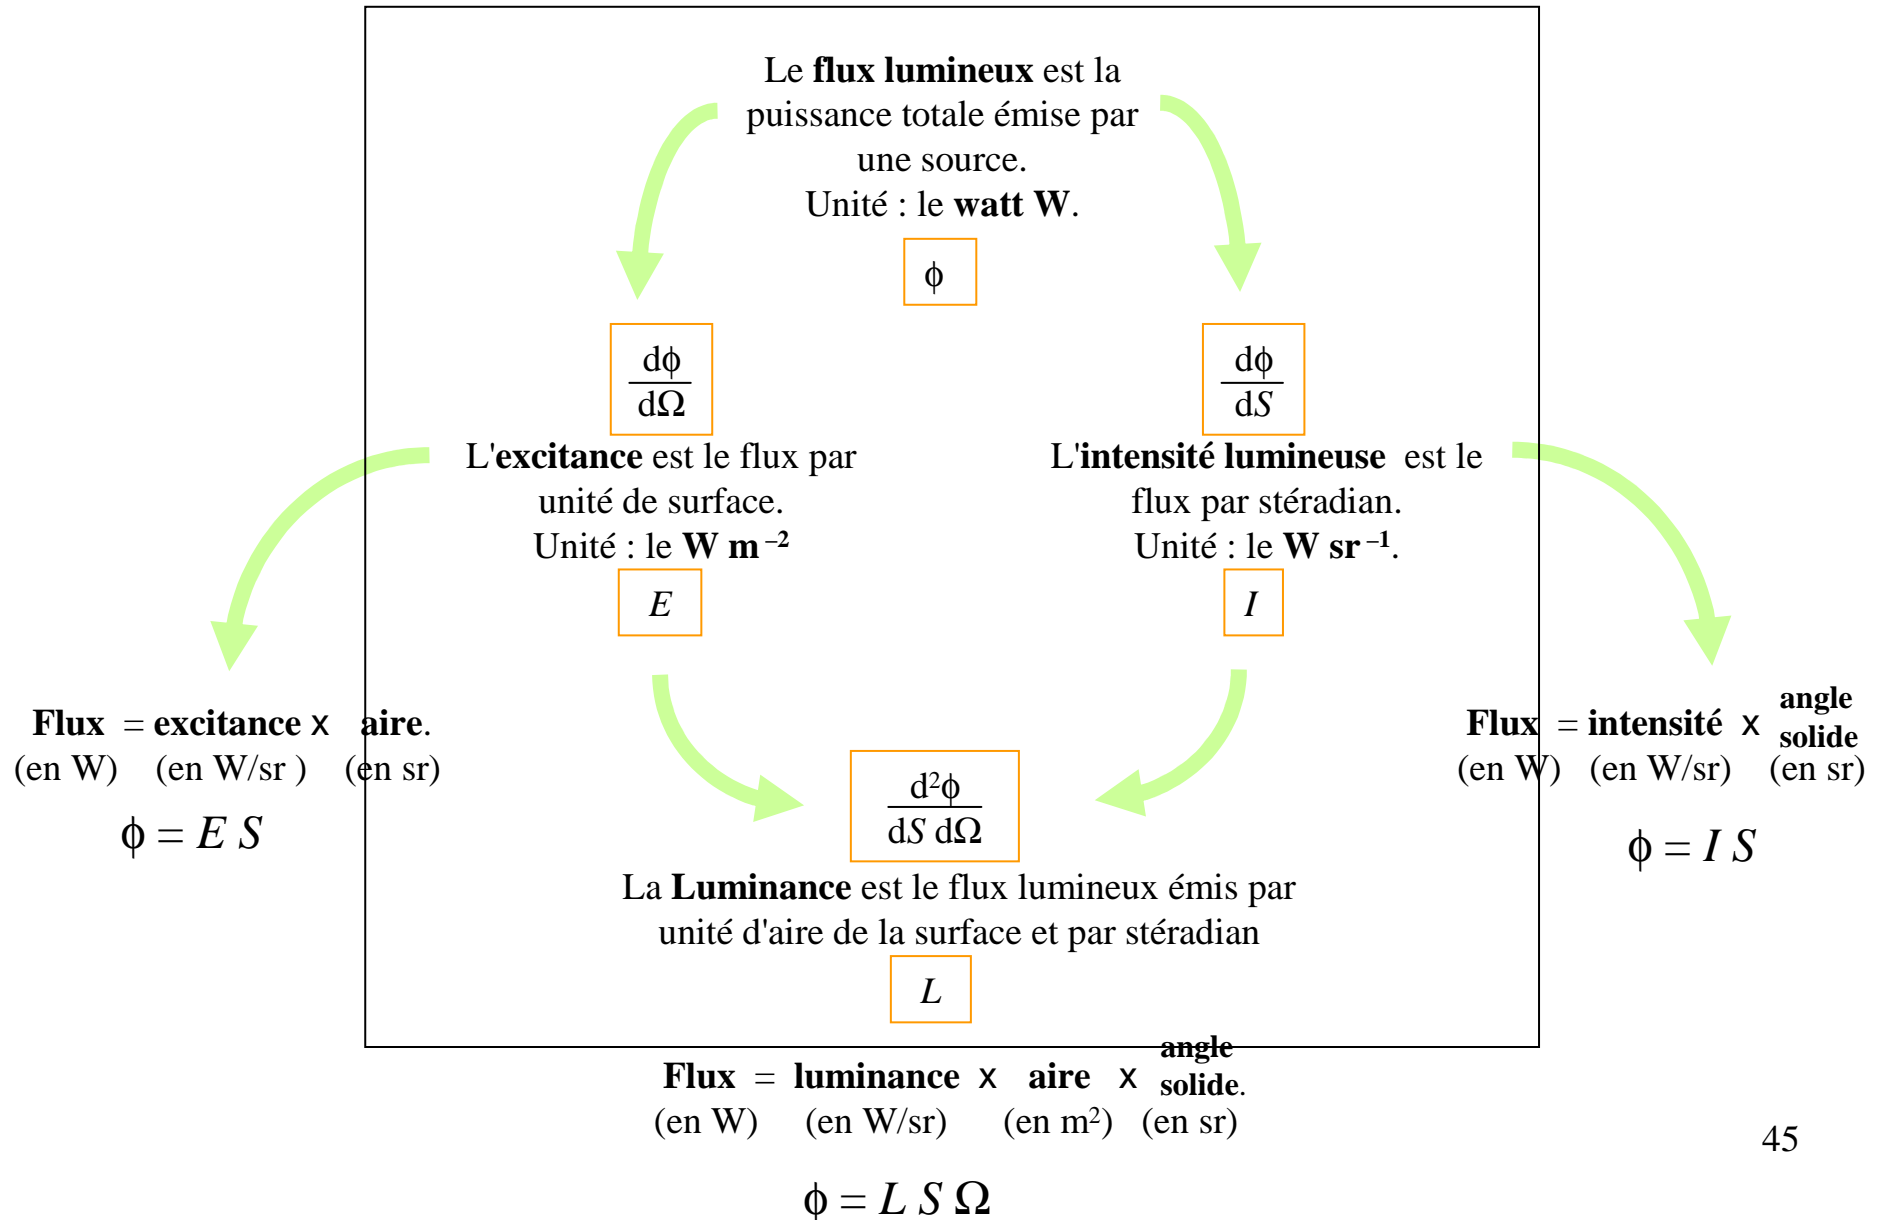 Le flux lumineux est la
puissance totale émise par
une source.
Unité : le watt W.
ϕ
dϕ
dΩ
L'excitance est le flux par
unité de surface.
Unité : le W m⁻²
E
dϕ
dS
L'intensité lumineuse est le
flux par stéradian.
Unité : le W sr⁻¹.
I
Flux = excitance x aire.
(en W) (en W/sr ) (en sr)
ϕ = E S
Flux = intensité x angle solide
(en W) (en W/sr) (en sr)
ϕ = I S
d²ϕ
dS dΩ
La Luminance est le flux lumineux émis par
unité d'aire de la surface et par stéradian
L
Flux = luminance x aire x angle solide.
(en W) (en W/sr) (en m²) (en sr)
ϕ = L S Ω
45